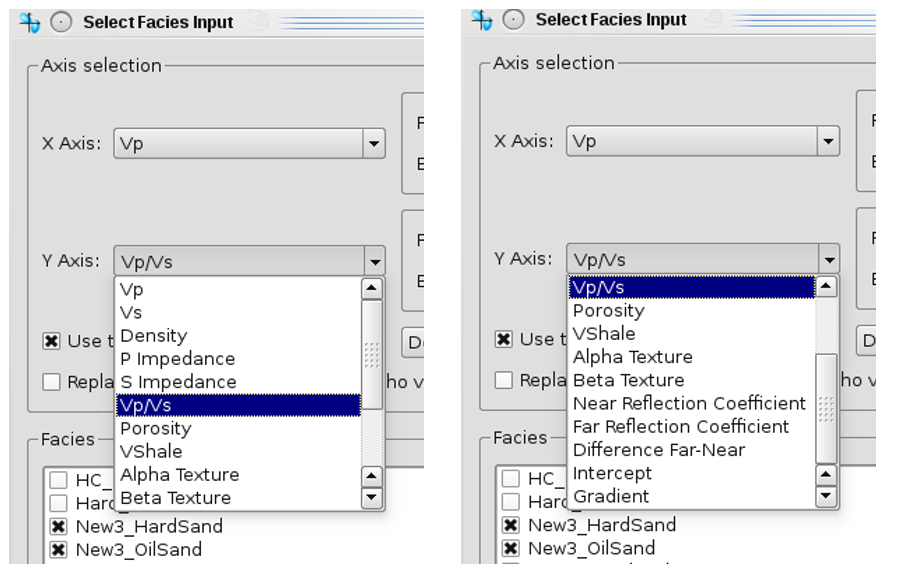 Select Facies Input
Axis selection
X Axis: Vp
Y Axis: Vp/Vs
Vp
Vs
Density
P Impedance
S Impedance
Vp/Vs
Porosity
VShale
Alpha Texture
Beta Texture
Use t
Repla
ho v
Facies
HC_
Hard_
New3_HardSand
New3_OilSand
Select Facies Input
Axis selection
X Axis: Vp
Y Axis: Vp/Vs
Vp/Vs
Porosity
VShale
Alpha Texture
Beta Texture
Near Reflection Coefficient
Far Reflection Coefficient
Difference Far-Near
Intercept
Gradient
Use t
Repla
ho v
Facies
HC_
Hard_
New3_HardSand
New3_OilSand